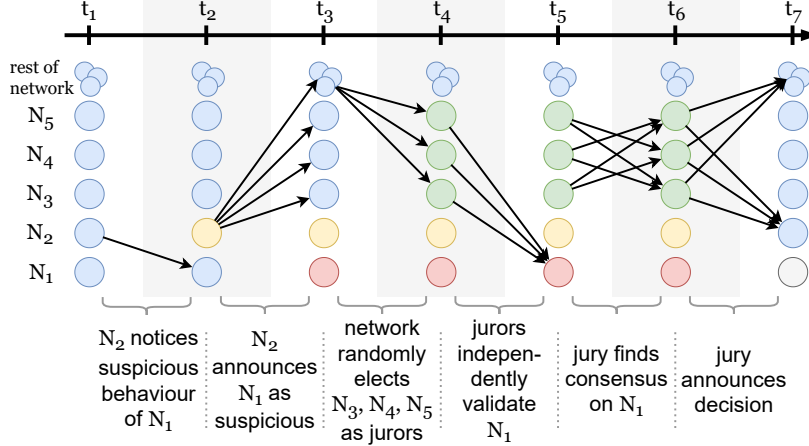 t₁ t₂ t₃ t₄ t₅ t₆ t₇
rest of
network
N₅
N₄
N₃
N₂
N₁
N₂ notices
suspicious
behaviour
of N₁
N₂
announces
N₁ as
suspicious
network
randomly
elects
N₃, N₄, N₅
as jurors
jurors
indepen-
dently
validate
N₁
jury finds
consensus
on N₁
jury
announces
decision